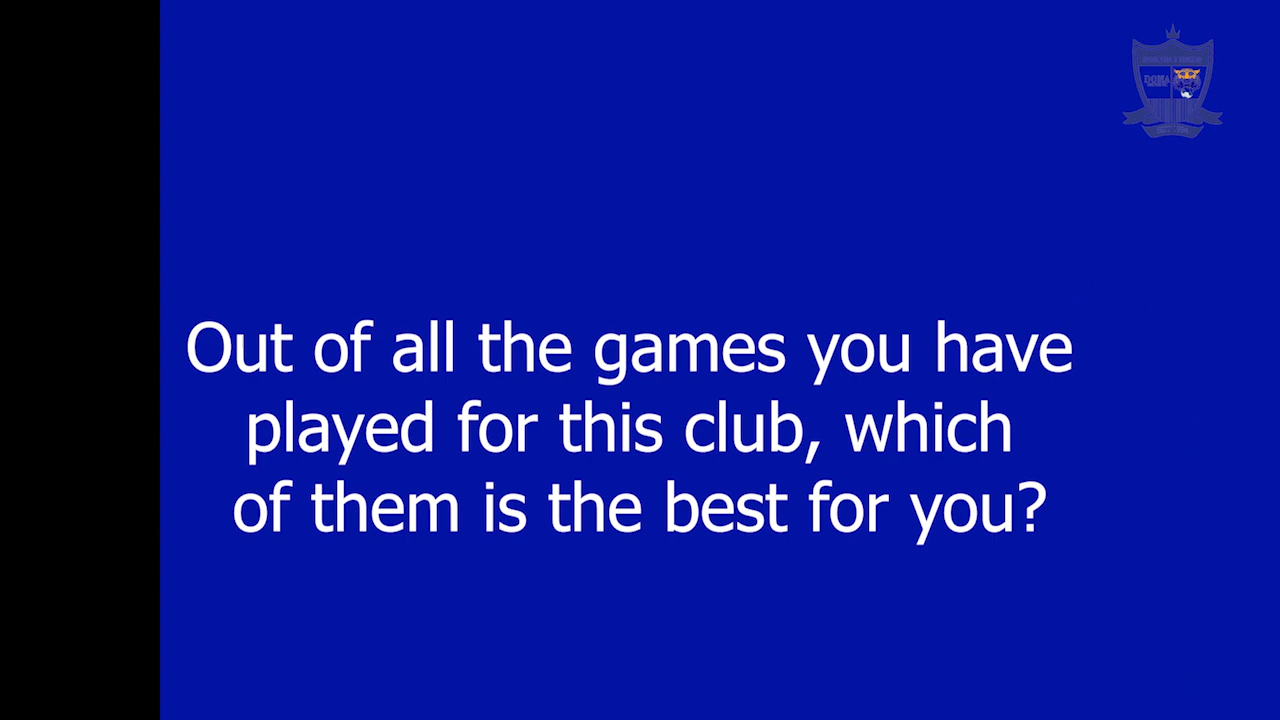 DOMA
Out of all the games you have
played for this club, which
of them is the best for you?